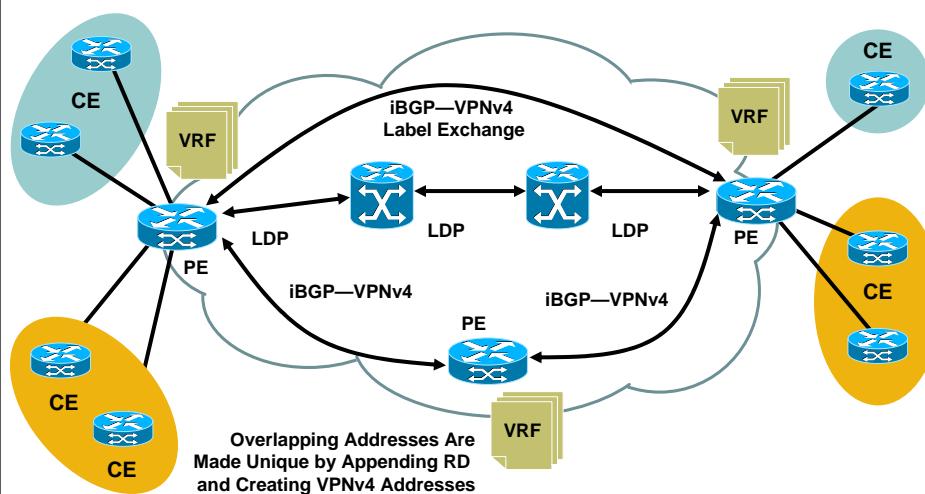 CE
CE
VRF
iBGP—VPNv4
Label Exchange
VRF
LDP
LDP
LDP
PE
PE
CE
iBGP—VPNv4
iBGP—VPNv4
PE
CE
CE
VRF
Overlapping Addresses Are
Made Unique by Appending RD
and Creating VPNv4 Addresses